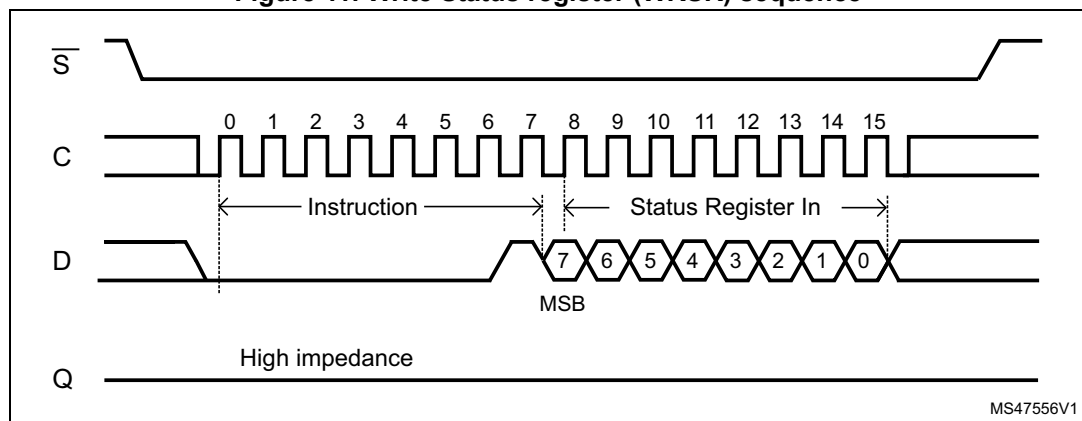 Figure 11. Write Status register (WRSR) sequence
S
0 1 2 3 4 5 6 7 8 9 10 11 12 13 14 15
C
Instruction
Status Register In
D
7 6 5 4 3 2 1 0
MSB
High impedance
Q
MS47556V1